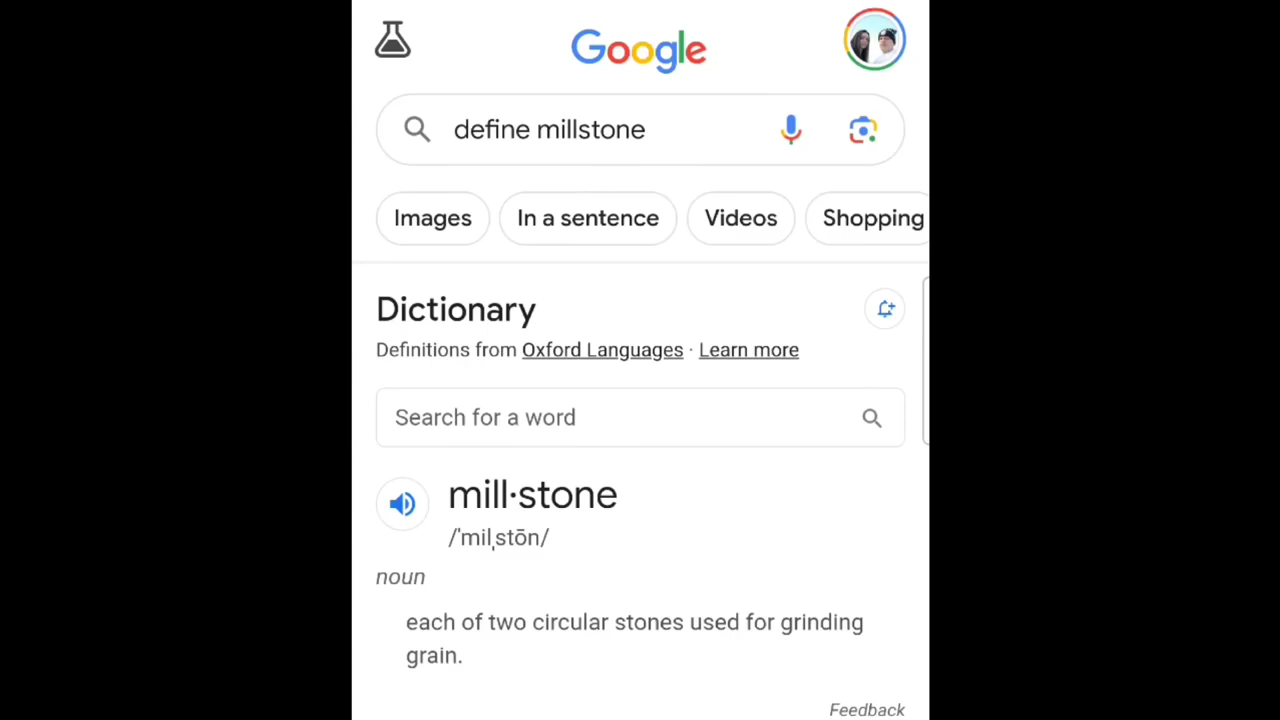 Google
define millstone
Images In a sentence Videos Shopping
Dictionary
Definitions from Oxford Languages · Learn more
Search for a word
mill·stone
/ˈmilˌstōn/
noun
each of two circular stones used for grinding
grain.
Feedback